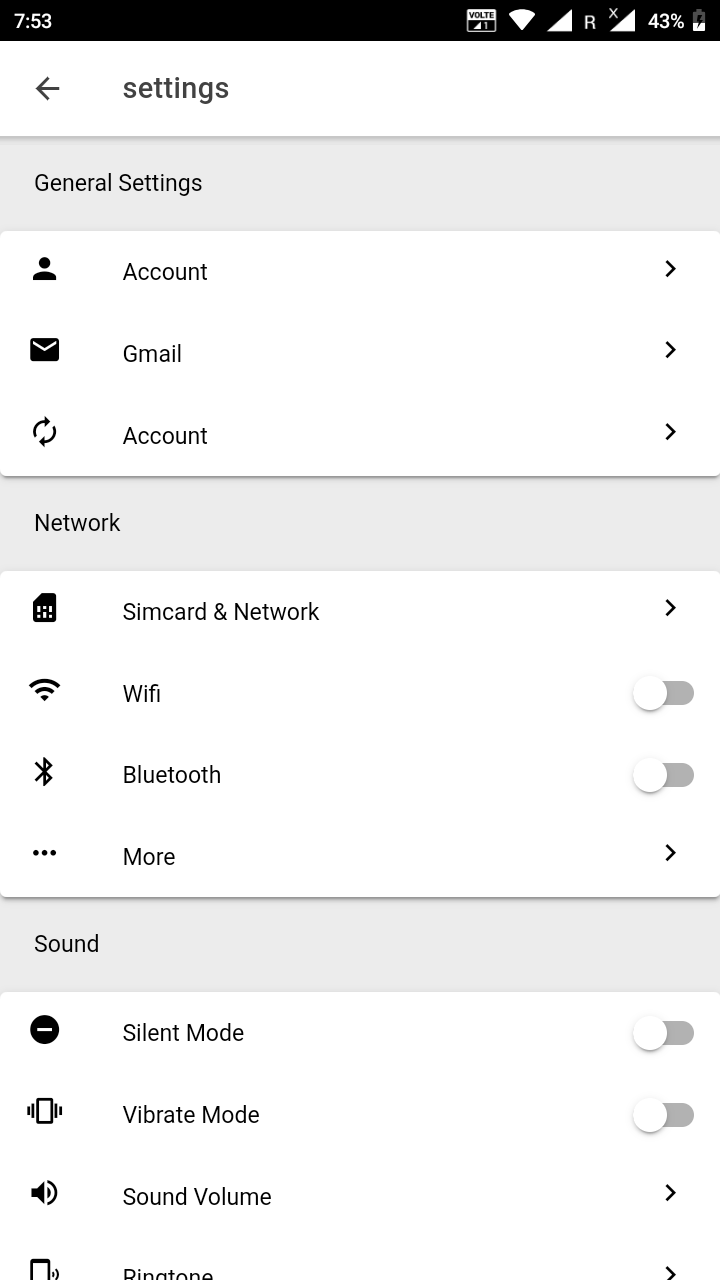 7:53 VOLTE 1 R X 43%
settings
General Settings
Account
Gmail
Account
Network
Simcard & Network
Wifi
Bluetooth
More
Sound
Silent Mode
Vibrate Mode
Sound Volume
Ringtone